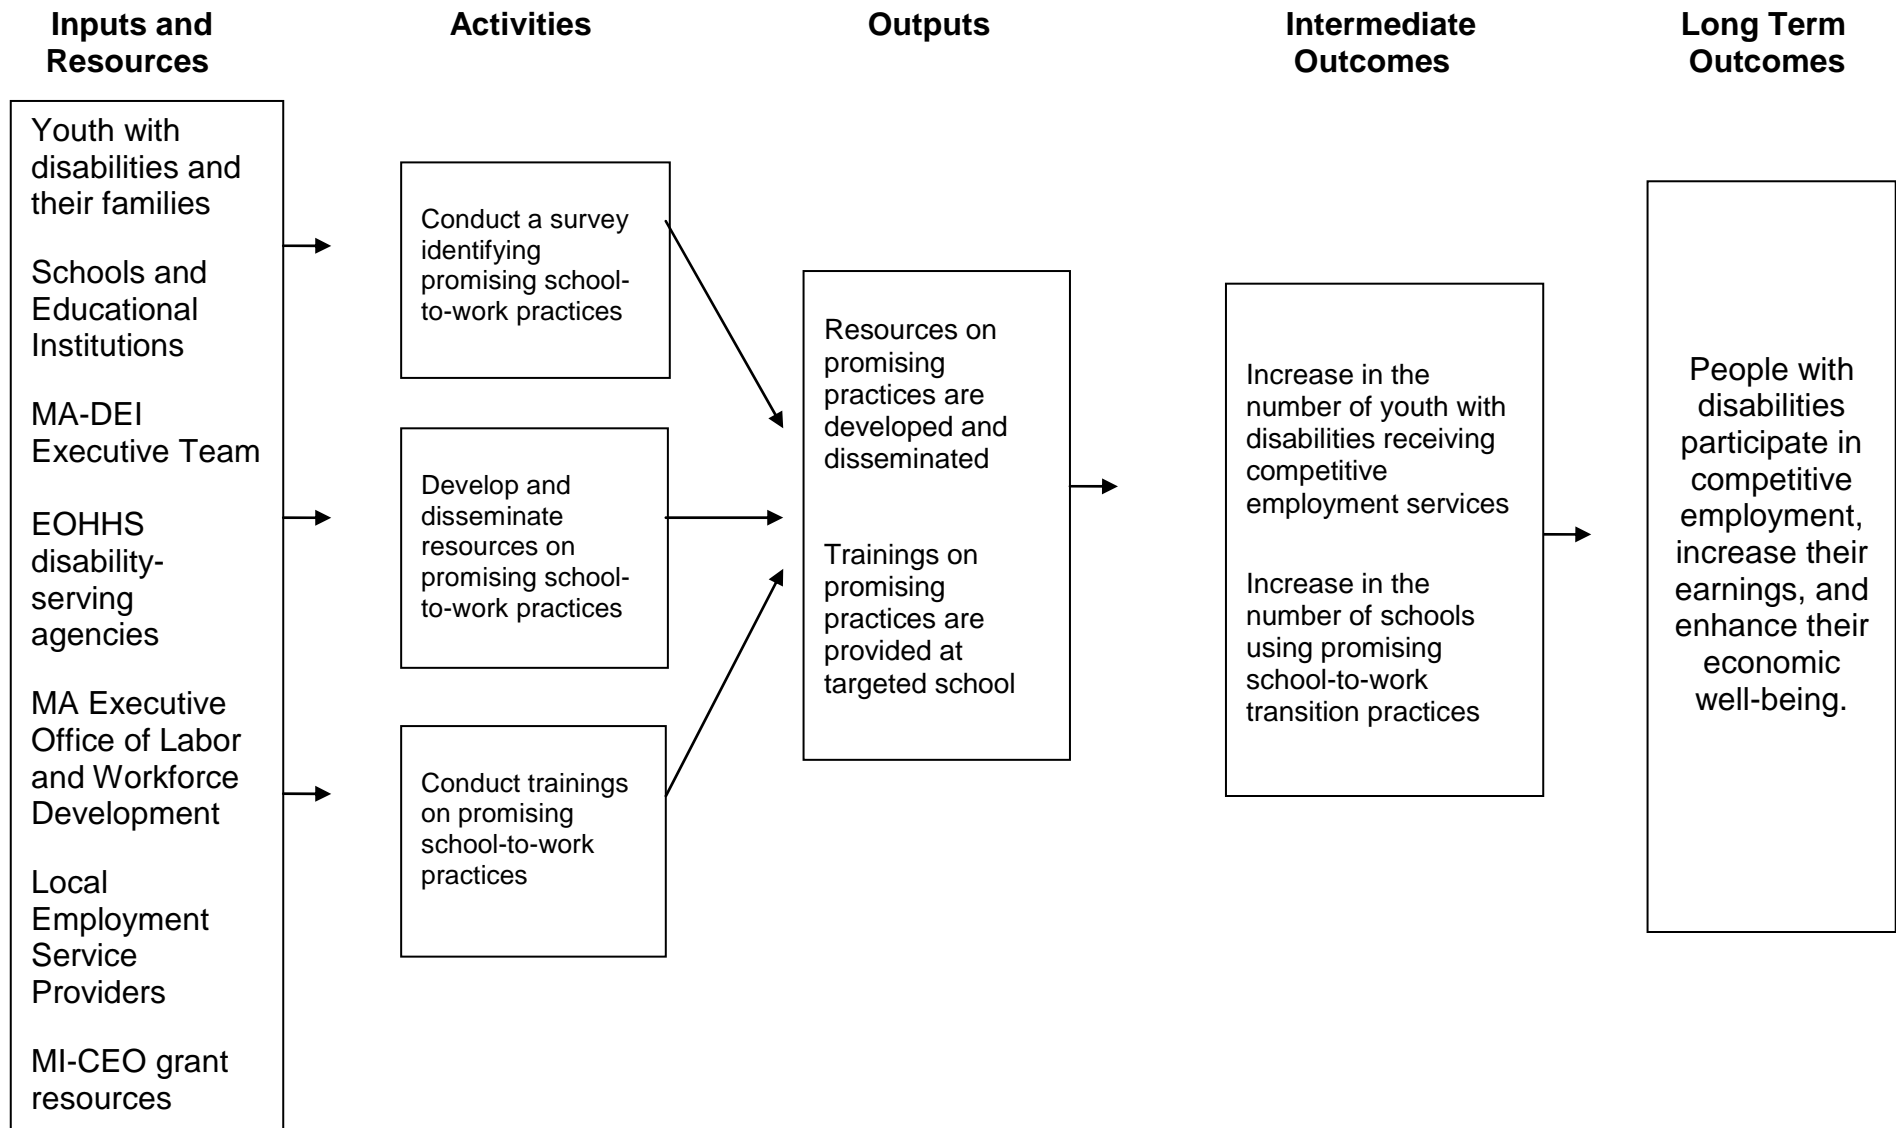 Inputs and
Resources
Activities
Outputs
Intermediate
Outcomes
Long Term
Outcomes
Youth with
disabilities and
their families
Schools and
Educational
Institutions
MA-DEI
Executive Team
EOHHS
disability-
serving
agencies
MA Executive
Office of Labor
and Workforce
Development
Local
Employment
Service
Providers
MI-CEO grant
resources
Conduct a survey
identifying
promising school-
to-work practices
Develop and
disseminate
resources on
promising school-
to-work practices
Conduct trainings
on promising
school-to-work
practices
Resources on
promising
practices are
developed and
disseminated
Trainings on
promising
practices are
provided at
targeted school
Increase in the
number of youth with
disabilities receiving
competitive
employment services
Increase in the
number of schools
using promising
school-to-work
transition practices
People with
disabilities
participate in
competitive
employment,
increase their
earnings, and
enhance their
economic
well-being.